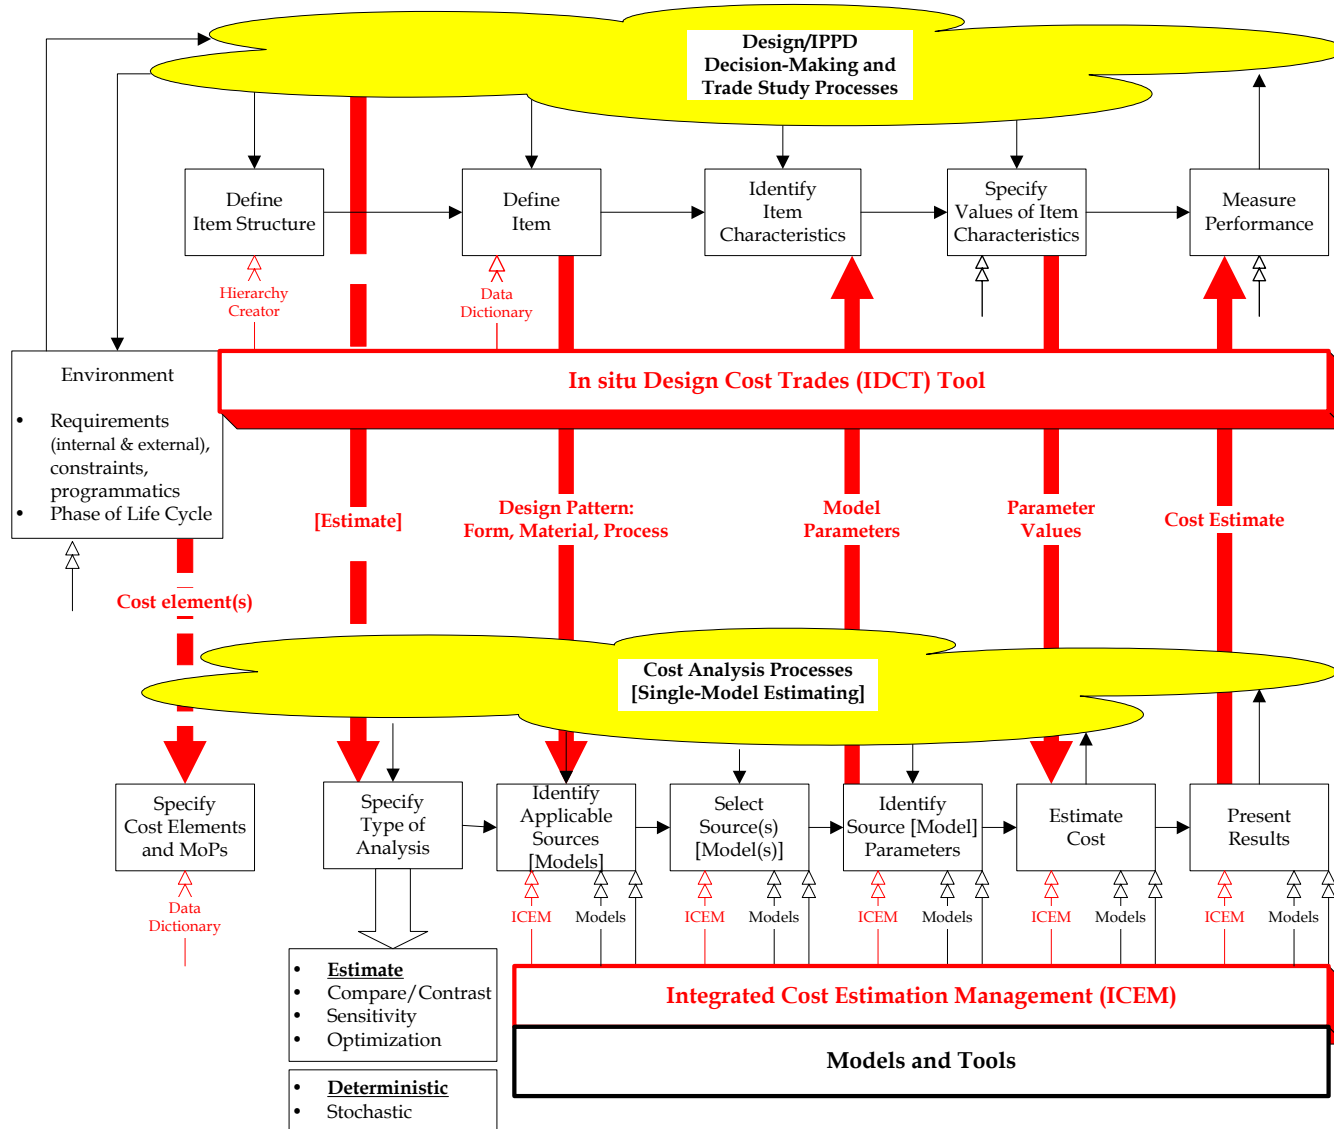 Design/IPPD
Decision-Making and
Trade Study Processes
Define
Item Structure
Define
Item
Identify
Item
Characteristics
Specify
Values of Item
Characteristics
Measure
Performance
Hierarchy
Creator
Data
Dictionary
In situ Design Cost Trades (IDCT) Tool
Environment
• Requirements
(internal & external),
constraints,
programmatics
• Phase of Life Cycle
[Estimate]
Design Pattern:
Form, Material, Process
Model
Parameters
Parameter
Values
Cost Estimate
Cost element(s)
Cost Analysis Processes
[Single-Model Estimating]
Specify
Cost Elements
and MoPs
Specify
Type of
Analysis
Identify
Applicable
Sources
[Models]
Select
Source(s)
[Model(s)]
Identify
Source [Model]
Parameters
Estimate
Cost
Present
Results
Data
Dictionary
ICEM
Models
ICEM
Models
ICEM
Models
ICEM
Models
ICEM
Models
• Estimate
• Compare/Contrast
• Sensitivity
• Optimization
• Deterministic
• Stochastic
Integrated Cost Estimation Management (ICEM)
Models and Tools